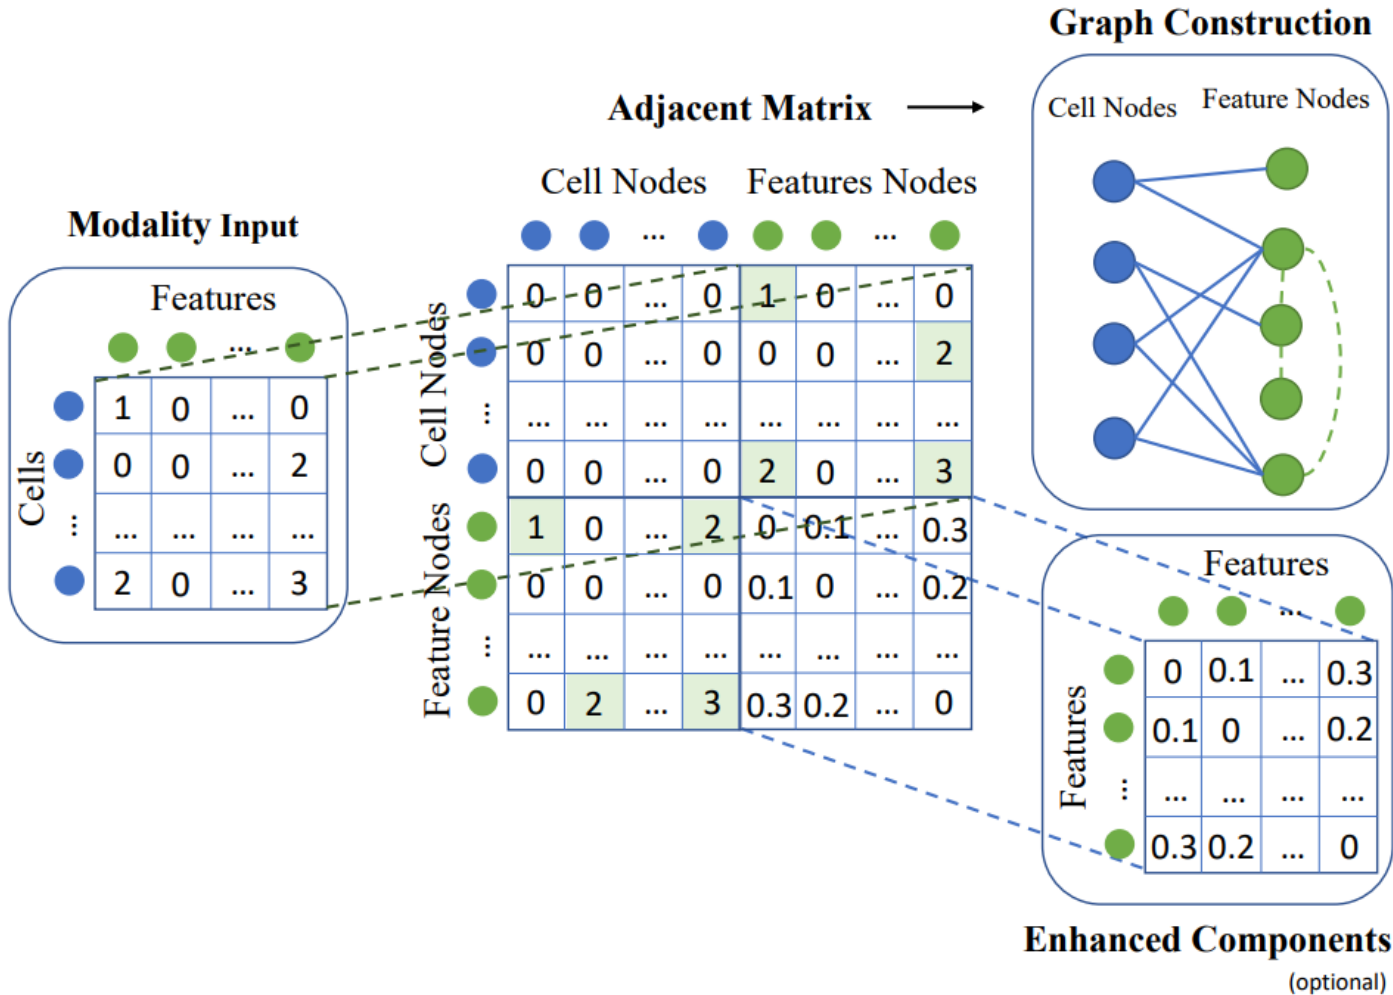 Graph Construction
Cell Nodes
Feature Nodes
Adjacent Matrix
Cell Nodes
Features Nodes
...
...
Cell Nodes
0 0 ... 0 1 0 ... 0
0 0 ... 0 0 0 ... 2
... ... ... ... ... ... ... ... ...
0 0 ... 0 2 0 ... 3
Feature Nodes
1 0 ... 2 0 0.1 ... 0.3
0 0 ... 0 0.1 0 ... 0.2
... ... ... ... ... ... ... ... ...
0 2 ... 3 0.3 0.2 ... 0
Modality Input
Features
...
Cells
1 0 ... 0
0 0 ... 2
... ... ... ... ...
2 0 ... 3
Features
...
Features
0 0.1 ... 0.3
0.1 0 ... 0.2
... ... ... ... ...
0.3 0.2 ... 0
Enhanced Components
(optional)